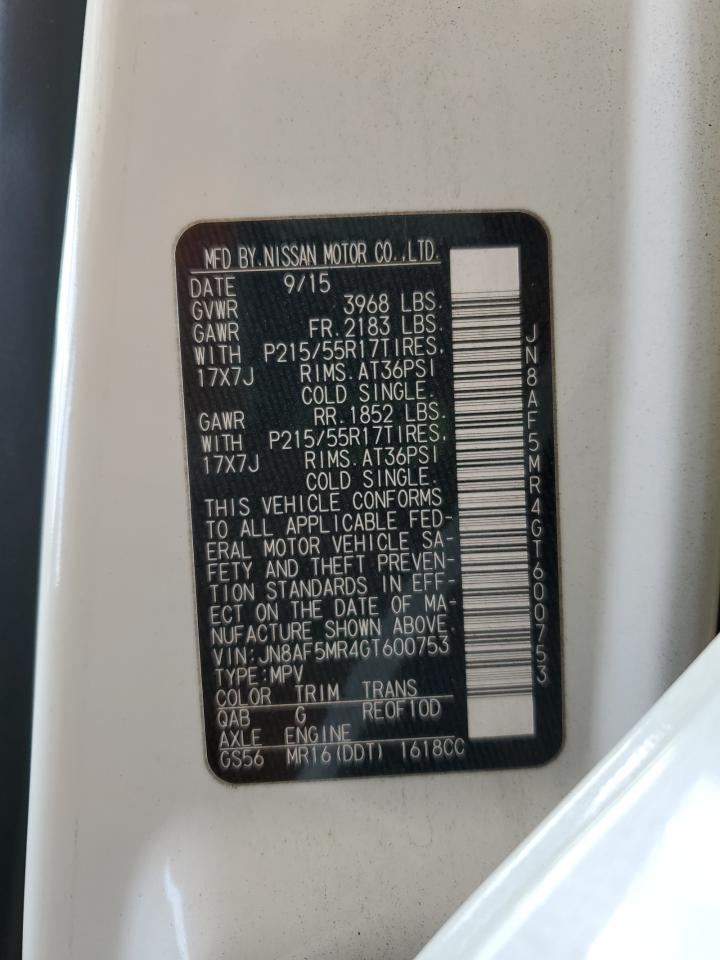 MFD BY.NISSAN MOTOR CO.,LTD.
DATE 9/15
GVWR 3968 LBS.
GAWR FR.2183 LBS.
WITH P215/55R17TIRES.
17X7J RIMS.AT36PSI
COLD SINGLE.
GAWR RR.1852 LBS.
WITH P215/55R17TIRES.
17X7J RIMS.AT36PSI
COLD SINGLE.
THIS VEHICLE CONFORMS
TO ALL APPLICABLE FED-
ERAL MOTOR VEHICLE SA-
FETY AND THEFT PREVEN-
TION STANDARDS IN EFF-
ECT ON THE DATE OF MA-
NUFACTURE SHOWN ABOVE.
VIN:JN8AF5MR4GT600753
TYPE:MPV
COLOR TRIM TRANS
QAB G RE0F10D
AXLE ENGINE
GS56 MR16(DDT) 1618CC
JN8AF5MR4GT600753